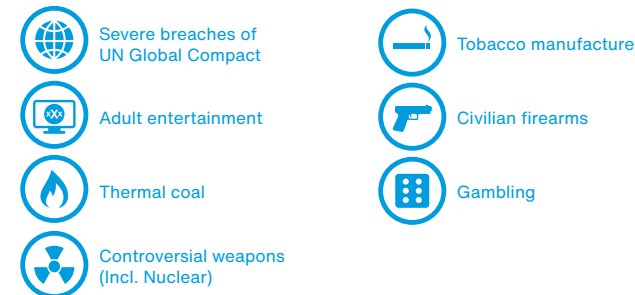 Severe breaches of
UN Global Compact
Adult entertainment
xXx
Thermal coal
Controversial weapons
(Incl. Nuclear)
Tobacco manufacture
Civilian firearms
Gambling